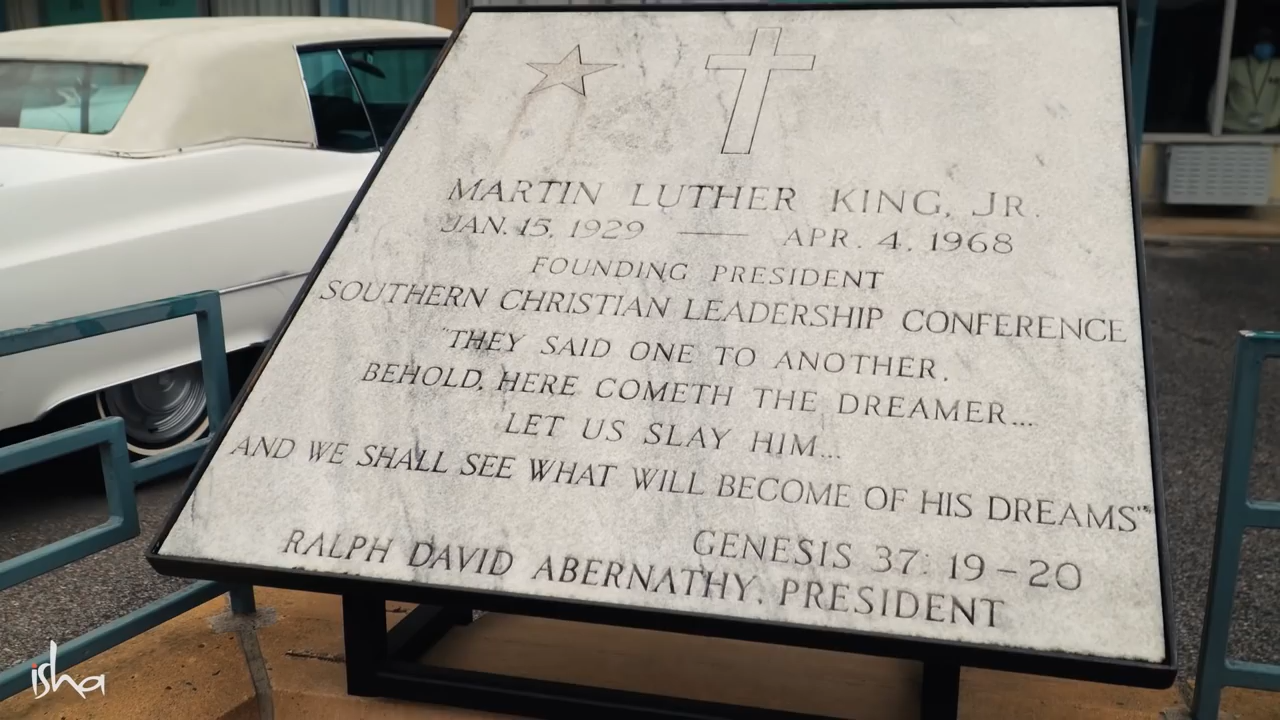 MARTIN LUTHER KING, JR.
JAN. 15, 1929 — APR. 4, 1968
FOUNDING PRESIDENT
SOUTHERN CHRISTIAN LEADERSHIP CONFERENCE
"THEY SAID ONE TO ANOTHER,
BEHOLD, HERE COMETH THE DREAMER...
LET US SLAY HIM...
AND WE SHALL SEE WHAT WILL BECOME OF HIS DREAMS"
GENESIS 37: 19-20
RALPH DAVID ABERNATHY, PRESIDENT
isha